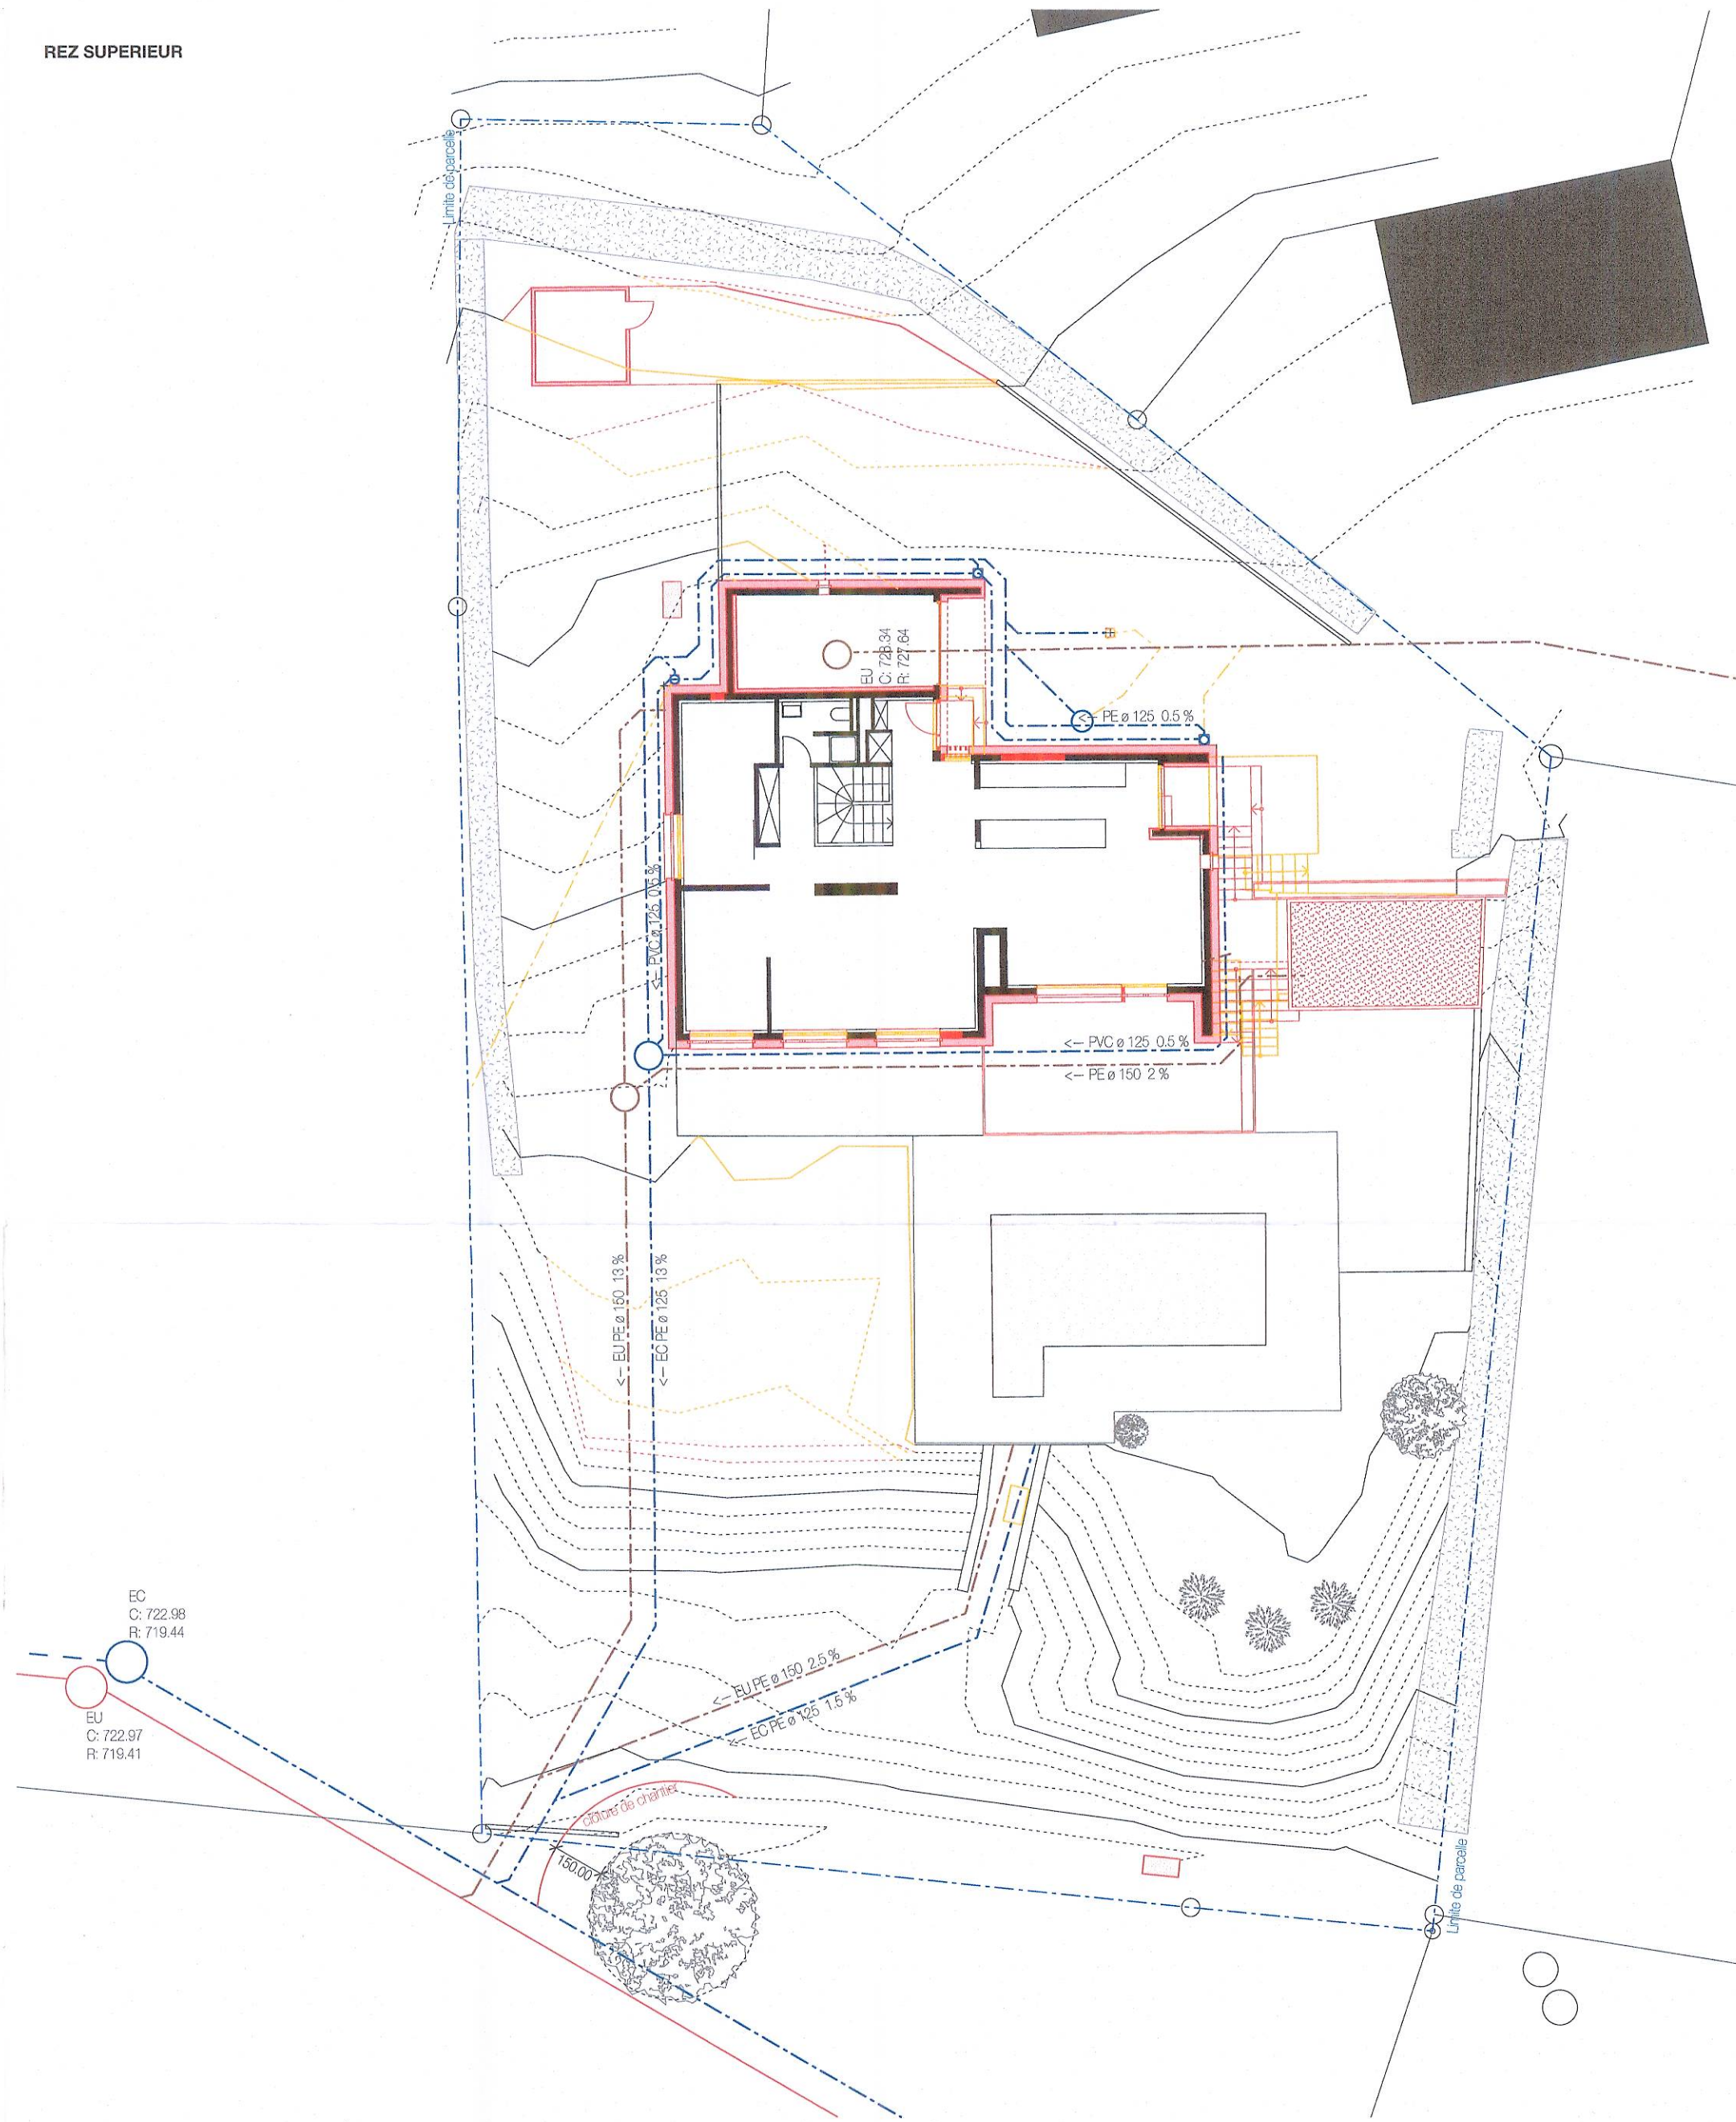 REZ SUPERIEUR
Limite de parcelle
EU
C: 728.34
R: 727.64
<– PE ø 125 0.5 %
<– PVC ø 125 0.5 %
<– PVC ø 125 0.5 %
<– PE ø 150 2 %
<– EU PE ø 150 13 %
<– EC PE ø 125 13 %
EC
C: 722.98
R: 719.44
EU
C: 722.97
R: 719.41
<– EU PE ø 150 2.5 %
<– EC PE ø 125 1.5 %
clôture de chantier
150.00
Limite de parcelle